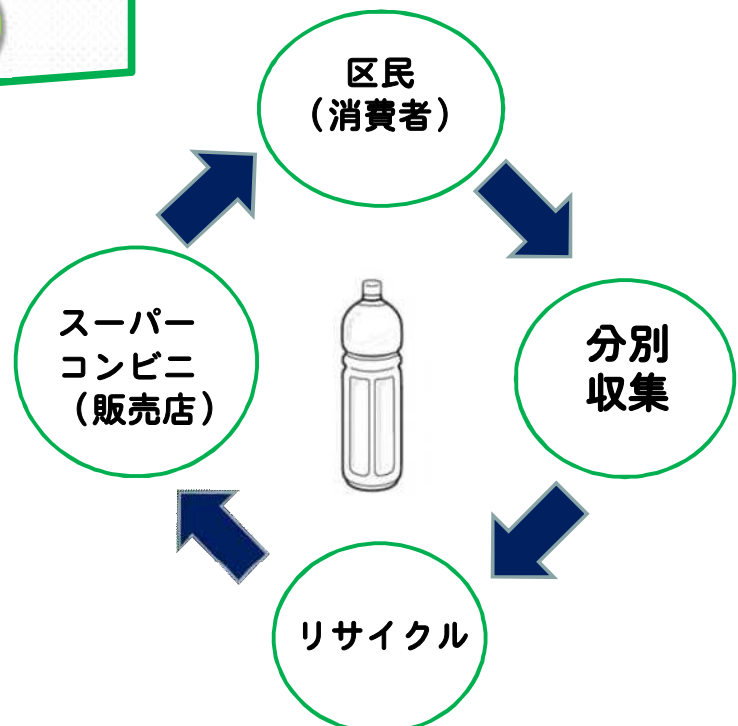 区民
（消費者）
分別
収集
リサイクル
スーパー
コンビニ
（販売店）